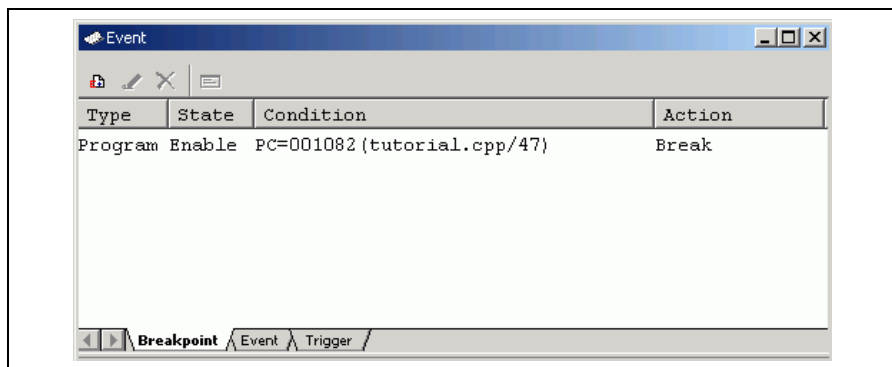 Event
Type State Condition Action
Program Enable PC=001082(tutorial.cpp/47) Break
Breakpoint Event Trigger